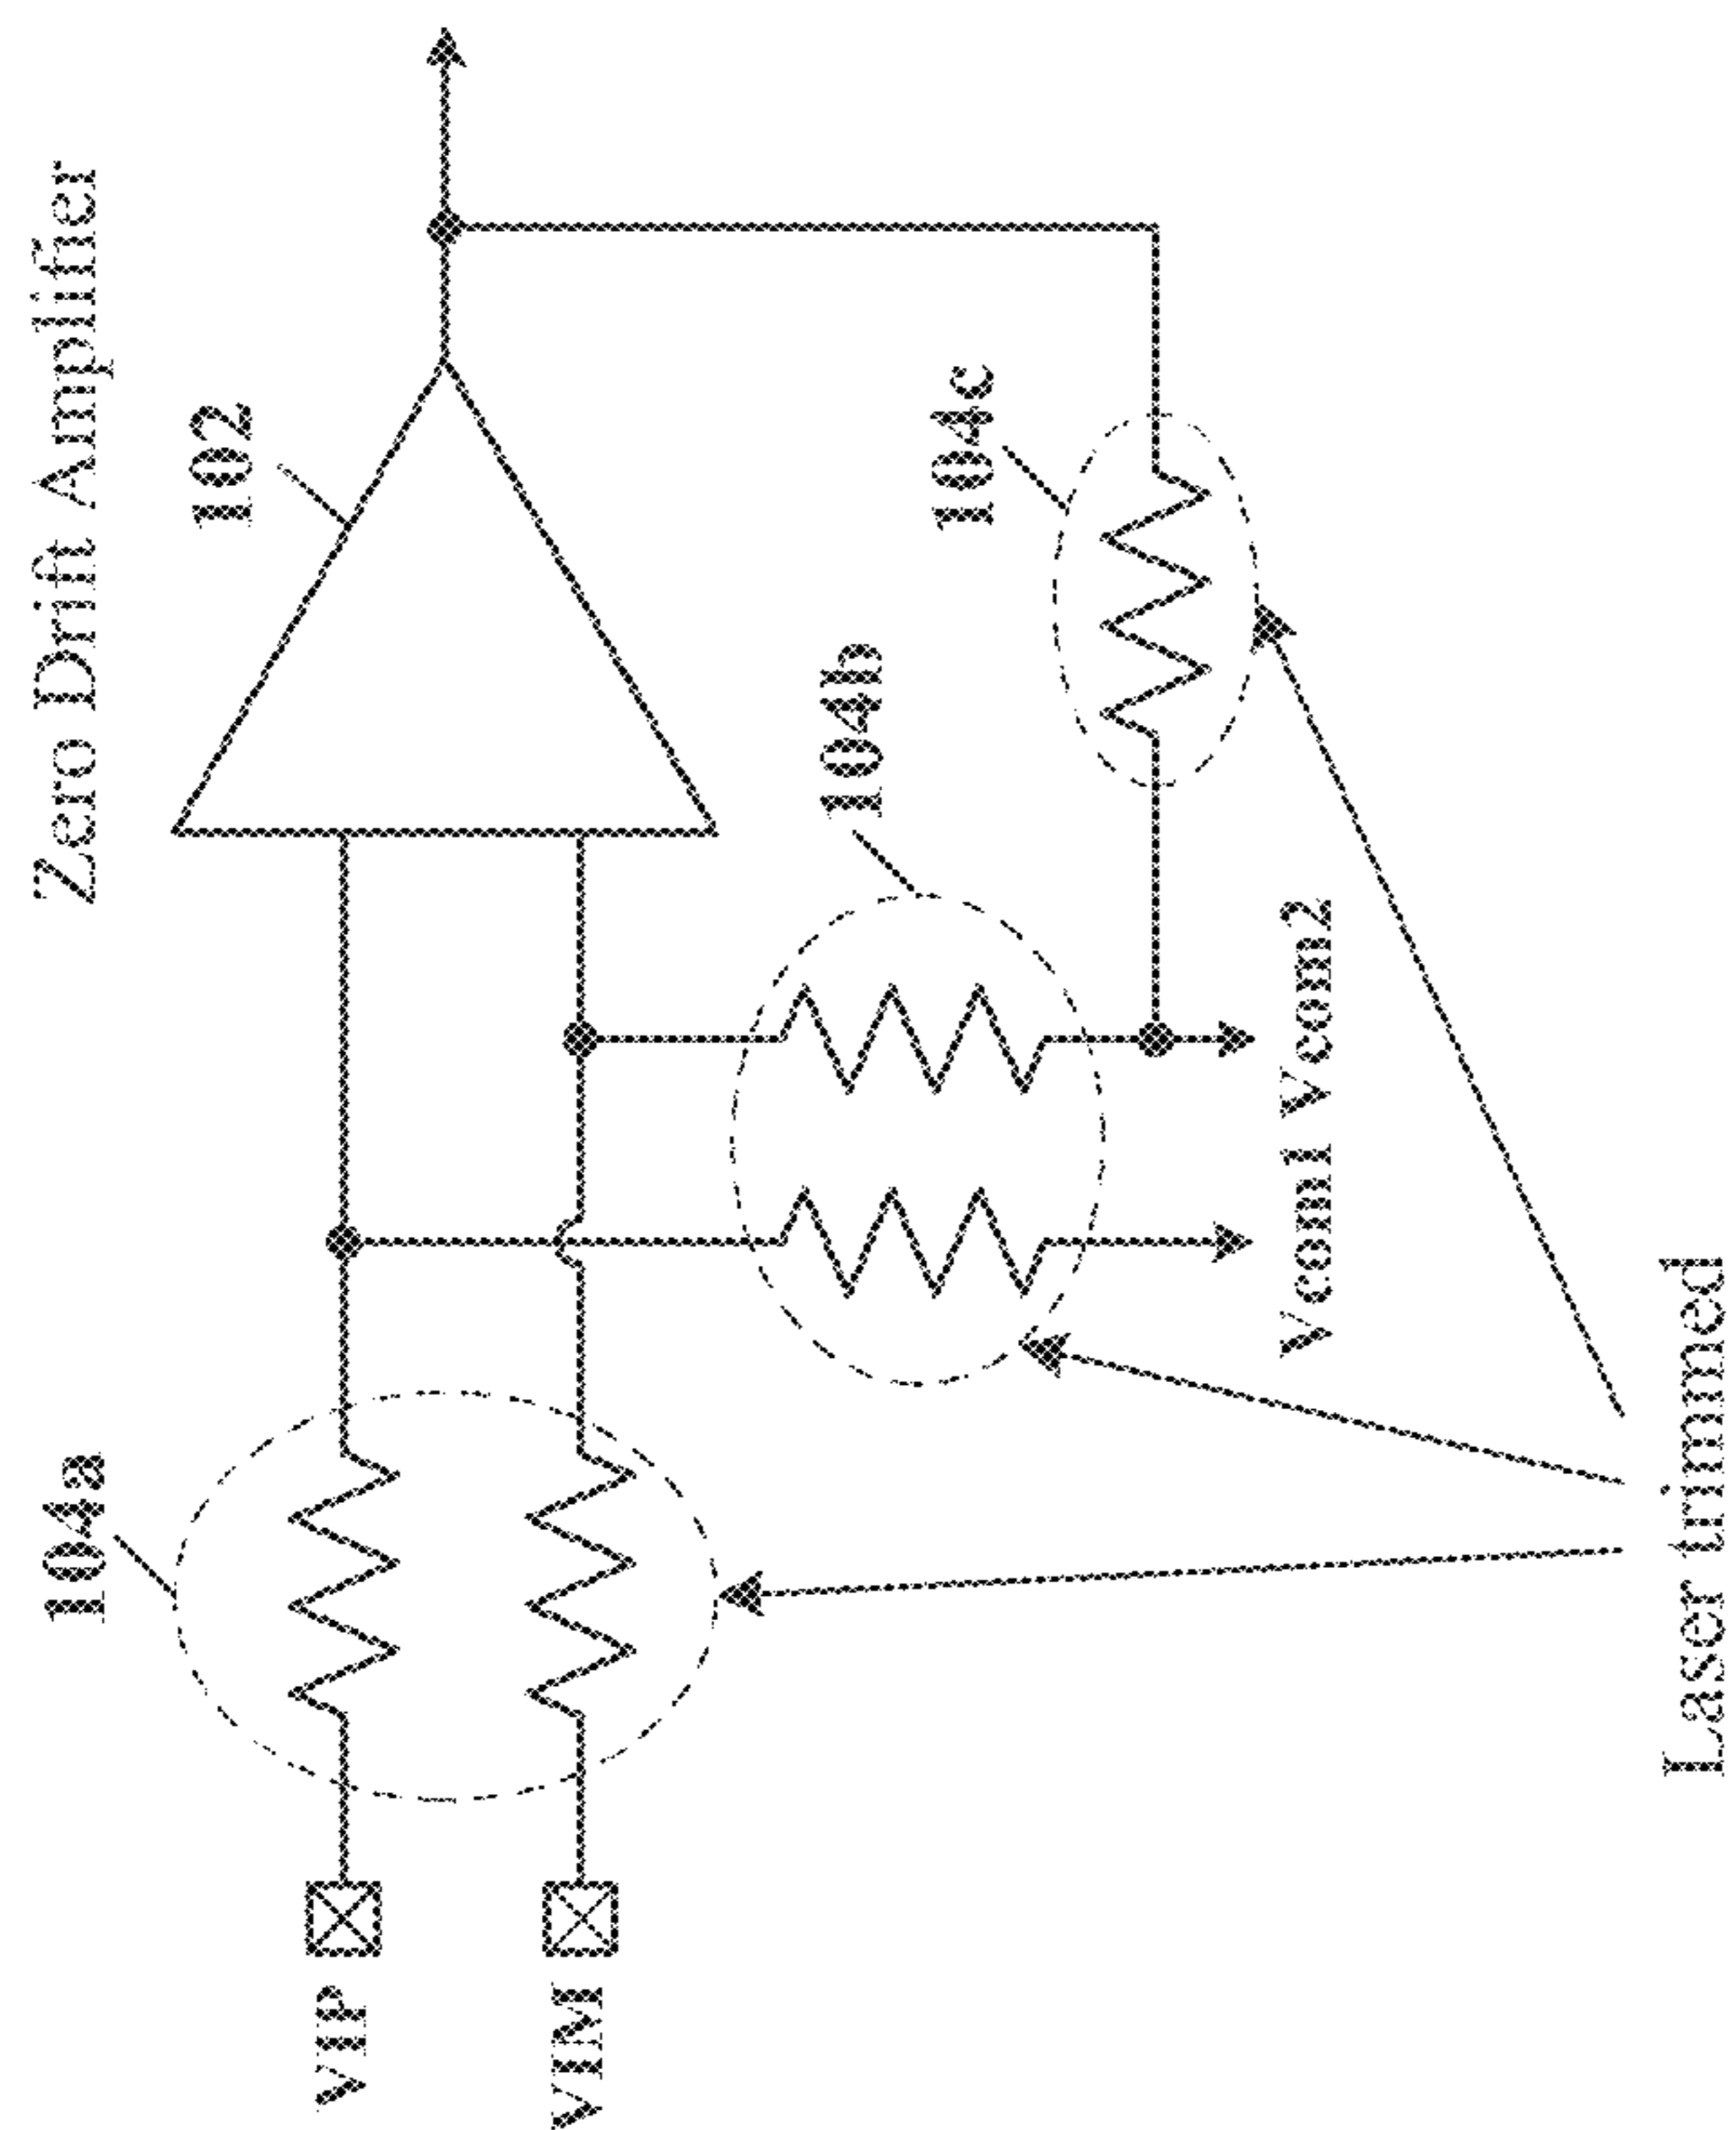 Zero Drift Amplifier
102
104a
104b
104c
VIP
VIM
Vcom1 Vcom2
Laser trimmed